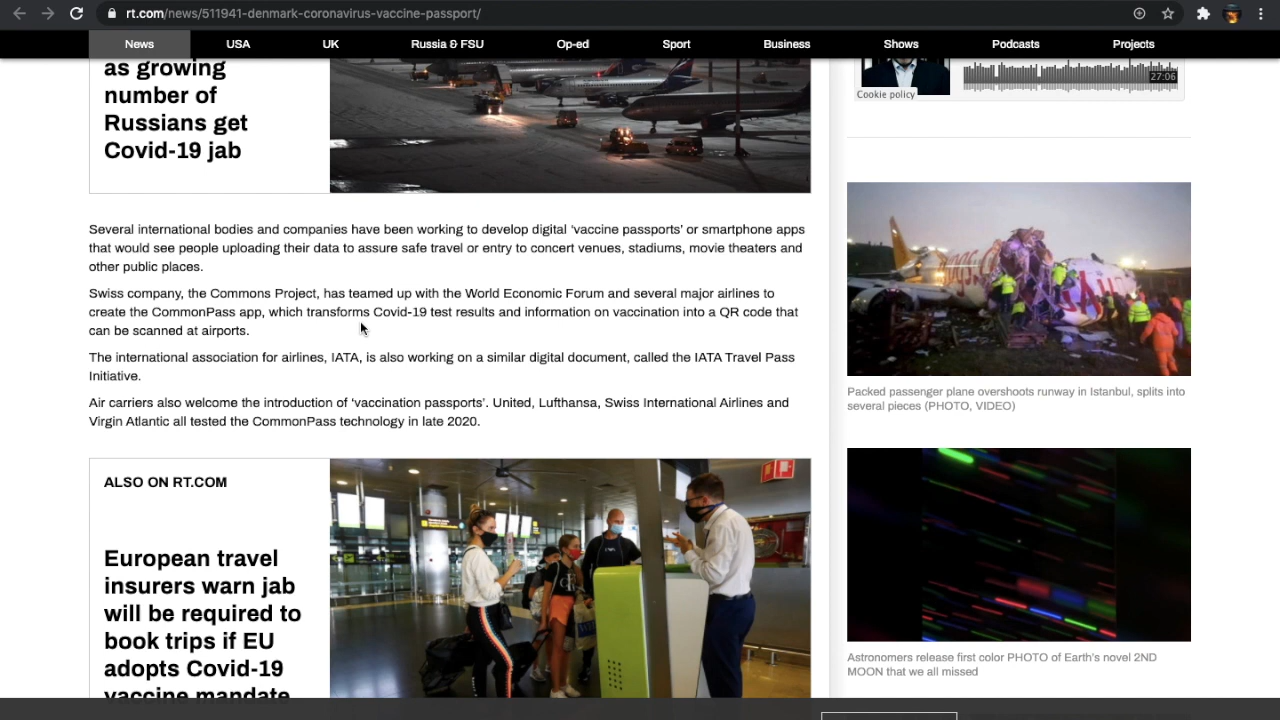 rt.com/news/511941-denmark-coronavirus-vaccine-passport/
News USA UK Russia & FSU Op-ed Sport Business Shows Podcasts Projects
as growing
number of
Russians get
Covid-19 jab
27:06
Cookie policy
Several international bodies and companies have been working to develop digital ‘vaccine passports’ or smartphone apps
that would see people uploading their data to assure safe travel or entry to concert venues, stadiums, movie theaters and
other public places.
Swiss company, the Commons Project, has teamed up with the World Economic Forum and several major airlines to
create the CommonPass app, which transforms Covid-19 test results and information on vaccination into a QR code that
can be scanned at airports.
The international association for airlines, IATA, is also working on a similar digital document, called the IATA Travel Pass
Initiative.
Air carriers also welcome the introduction of ‘vaccination passports’. United, Lufthansa, Swiss International Airlines and
Virgin Atlantic all tested the CommonPass technology in late 2020.
ALSO ON RT.COM
European travel
insurers warn jab
will be required to
book trips if EU
adopts Covid-19
vaccine mandate
Packed passenger plane overshoots runway in Istanbul, splits into
several pieces (PHOTO, VIDEO)
Astronomers release first color PHOTO of Earth's novel 2ND
MOON that we all missed